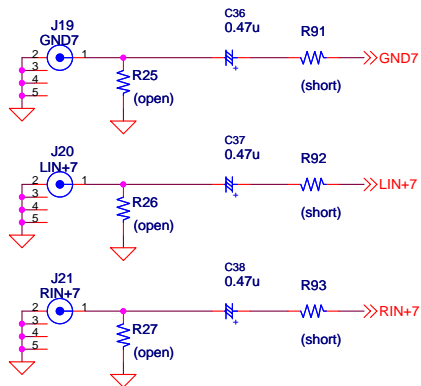 C36
0.47u
J19
GND7
R91
2
1
GND7
3
4
5
R25
(open)
(short)
+
C37
0.47u
J20
LIN+7
R92
2
1
LIN+7
3
4
5
R26
(open)
(short)
+
C38
0.47u
J21
RIN+7
R93
2
1
RIN+7
3
4
5
R27
(open)
(short)
+